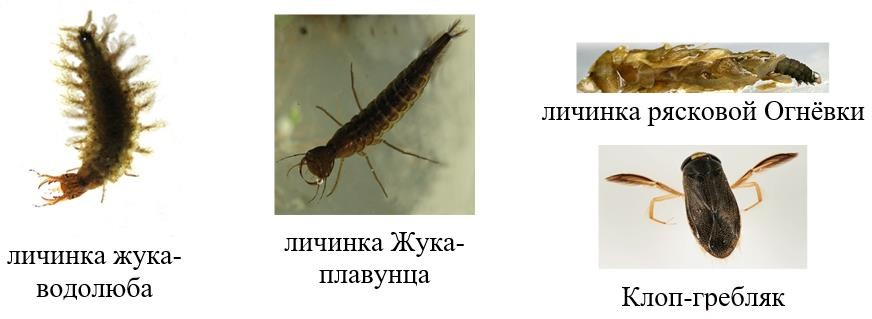 личинка жука-
водолюба
личинка Жука-
плавунца
личинка рясковой Огнёвки
Клоп-гребляк